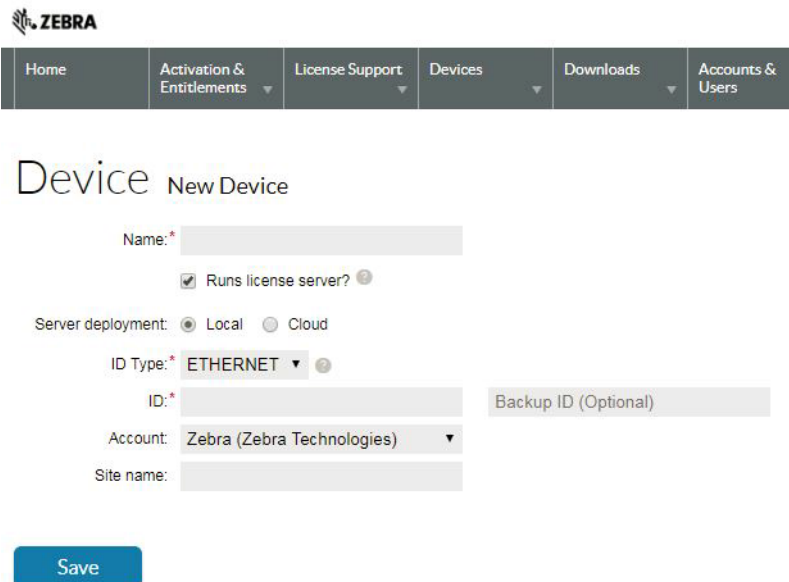 ZEBRA
Home
Activation & Entitlements
License Support
Devices
Downloads
Accounts & Users
Device New Device
Name:*
Runs license server? ?
Server deployment: Local Cloud
ID Type:* ETHERNET ?
ID:* Backup ID (Optional)
Account: Zebra (Zebra Technologies)
Site name:
Save